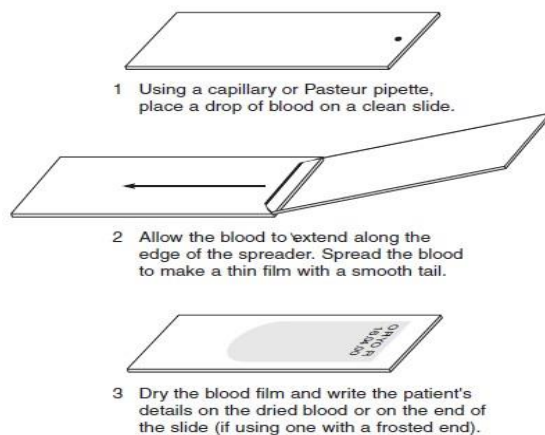 1 Using a capillary or Pasteur pipette,
place a drop of blood on a clean slide.
2 Allow the blood to extend along the
edge of the spreader. Spread the blood
to make a thin film with a smooth tail.
18.04.00
3 Dry the blood film and write the patient's
details on the dried blood or on the end of
the slide (if using one with a frosted end).